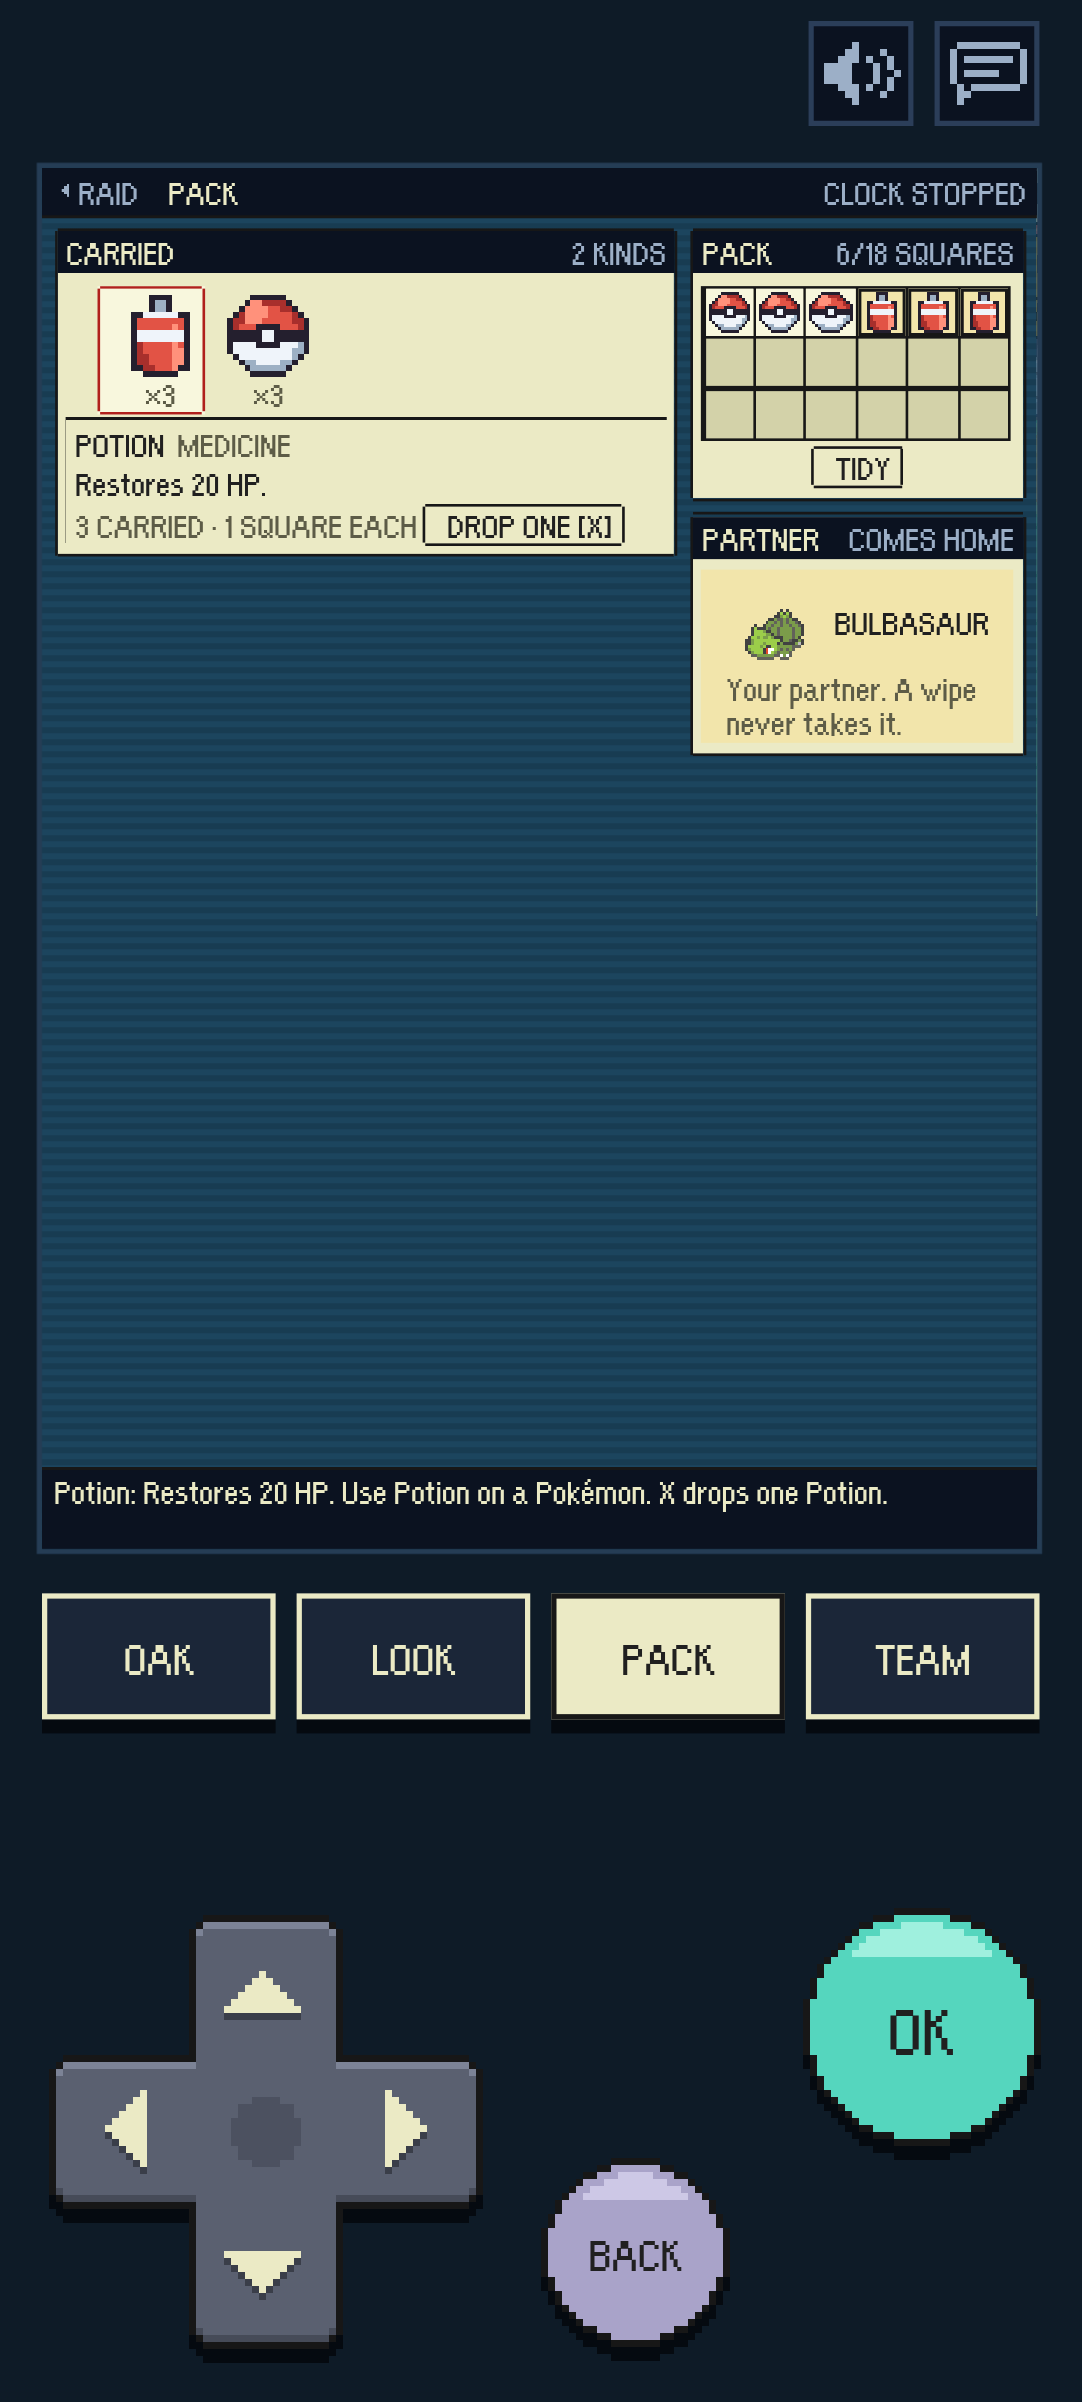 RAID PACK CLOCK STOPPED
CARRIED 2 KINDS
×3 ×3
POTION MEDICINE
Restores 20 HP.
3 CARRIED · 1 SQUARE EACH DROP ONE [X]
PACK 6/18 SQUARES
TIDY
PARTNER COMES HOME
BULBASAUR
Your partner. A wipe
never takes it.
Potion: Restores 20 HP. Use Potion on a Pokémon. X drops one Potion.
OAK LOOK PACK TEAM
OK
BACK